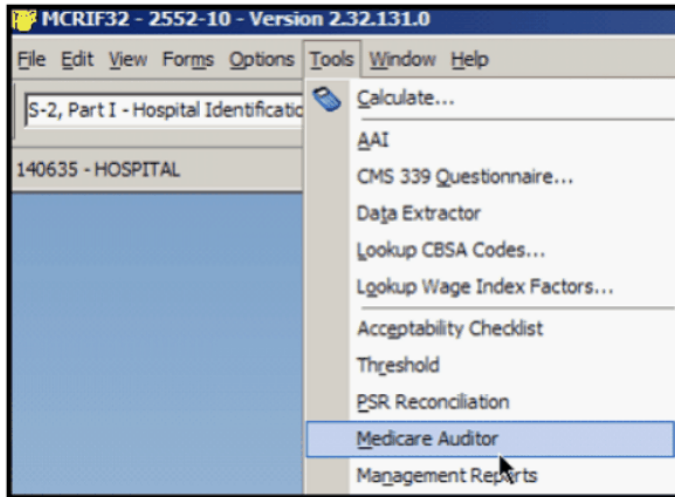 MCRIF32 - 2552-10 - Version 2.32.131.0
File Edit View Forms Options Tools Window Help
S-2, Part I - Hospital Identificatio
140635 - HOSPITAL
Calculate...
AAI
CMS 339 Questionnaire...
Data Extractor
Lookup CBSA Codes...
Lookup Wage Index Factors...
Acceptability Checklist
Threshold
PSR Reconciliation
Medicare Auditor
Management Reports